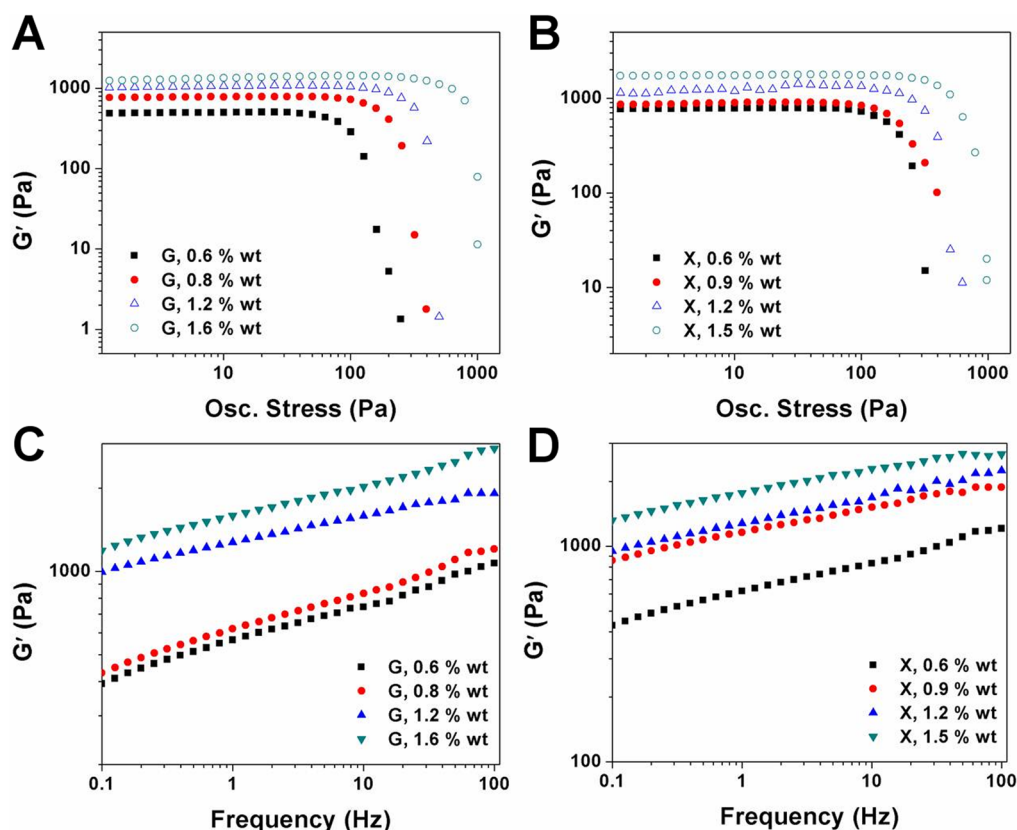 A
G′ (Pa)
1000
100
10
1
G, 0.6 % wt
G, 0.8 % wt
G, 1.2 % wt
G, 1.6 % wt
10
100
1000
Osc. Stress (Pa)
B
G′ (Pa)
1000
100
10
X, 0.6 % wt
X, 0.9 % wt
X, 1.2 % wt
X, 1.5 % wt
10
100
1000
Osc. Stress (Pa)
C
G′ (Pa)
1000
G, 0.6 % wt
G, 0.8 % wt
G, 1.2 % wt
G, 1.6 % wt
0.1
1
10
100
Frequency (Hz)
D
G′ (Pa)
1000
100
X, 0.6 % wt
X, 0.9 % wt
X, 1.2 % wt
X, 1.5 % wt
0.1
1
10
100
Frequency (Hz)